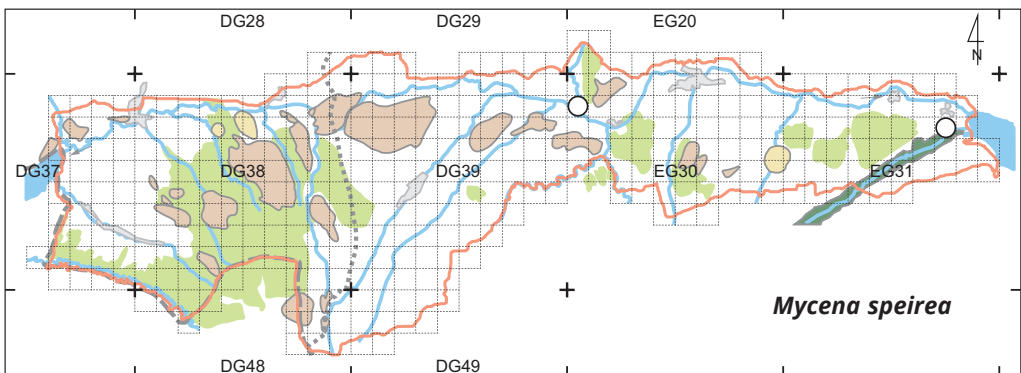 DG28 DG29 EG20
N
DG37 DG38 DG39 EG30 EG31
Mycena speirea
DG48 DG49